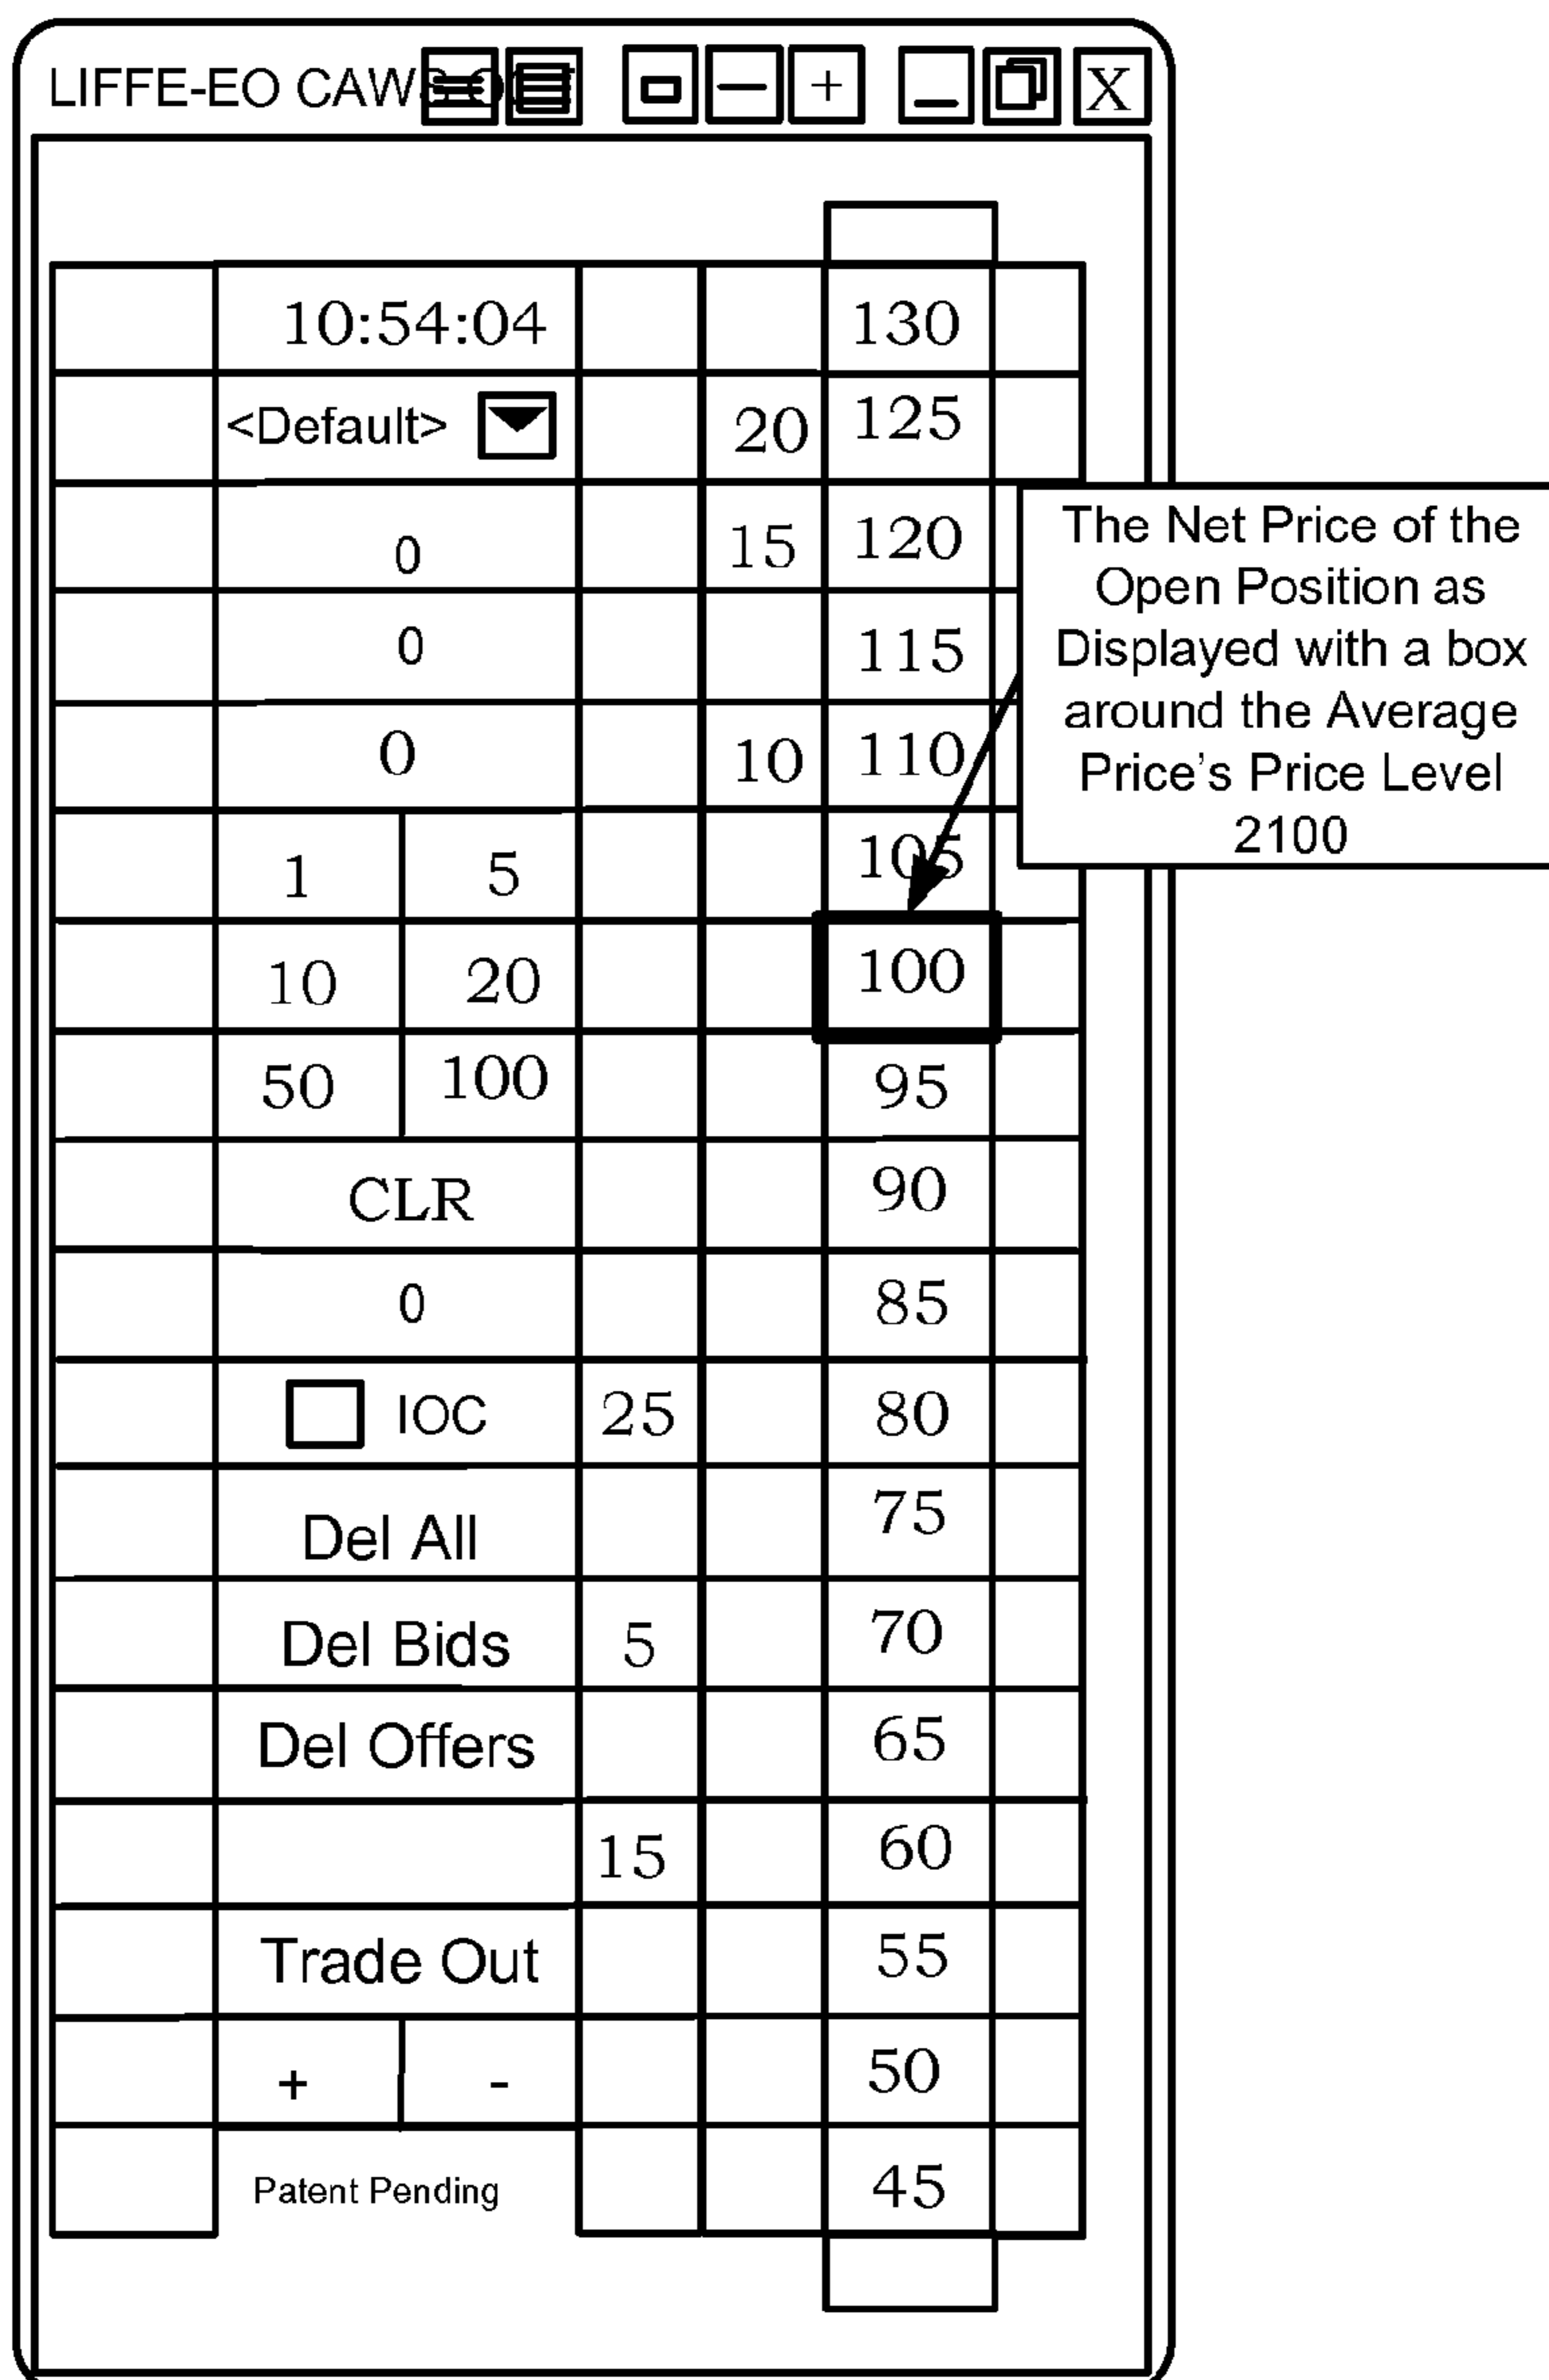 LIFFE-EO CAW
X
10:54:04 130
<Default> 20 125
0 15 120
0 115
0 10 110
1 5 105
10 20 100
50 100 95
CLR 90
0 85
IOC 25 80
Del All 75
Del Bids 5 70
Del Offers 65
15 60
Trade Out 55
+ - 50
Patent Pending 45
The Net Price of the
Open Position as
Displayed with a box
around the Average
Price's Price Level
2100